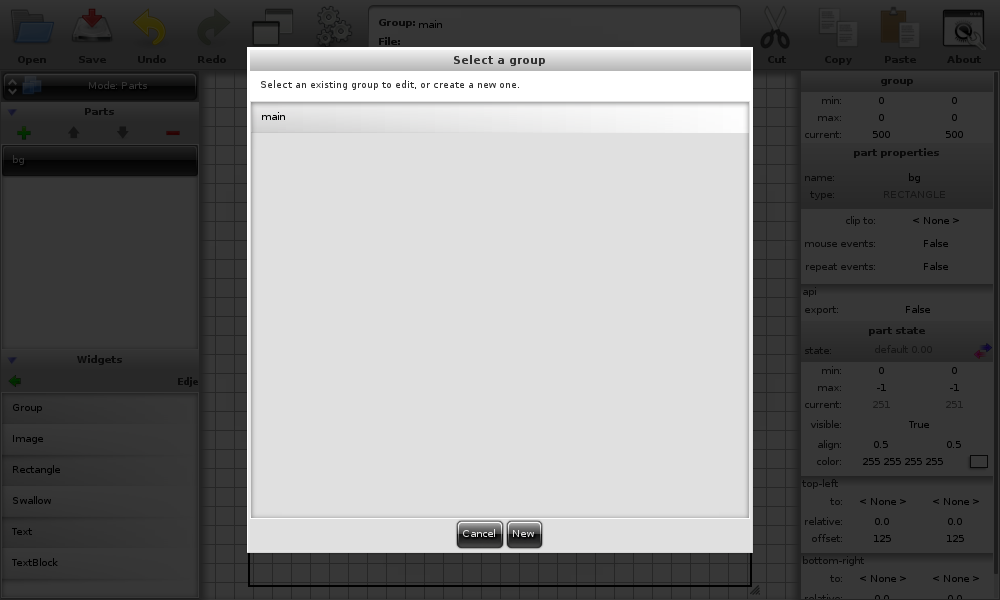 Group: main
File:
Open Save Undo Redo
Cut Copy Paste About
Mode: Parts
Parts
bg
Widgets
Edje
Group
Image
Rectangle
Swallow
Text
TextBlock
Select a group
Select an existing group to edit, or create a new one.
main
Cancel New
group
min: 0 0
max: 0 0
current: 500 500
part properties
name: bg
type: RECTANGLE
clip to: < None >
mouse events: False
repeat events: False
api
export: False
part state
state: default 0.00
min: 0 0
max: -1 -1
current: 251 251
visible: True
align: 0.5 0.5
color: 255 255 255 255
top-left
to: < None > < None >
relative: 0.0 0.0
offset: 125 125
bottom-right
to: < None > < None >
relative: 0.0 0.0